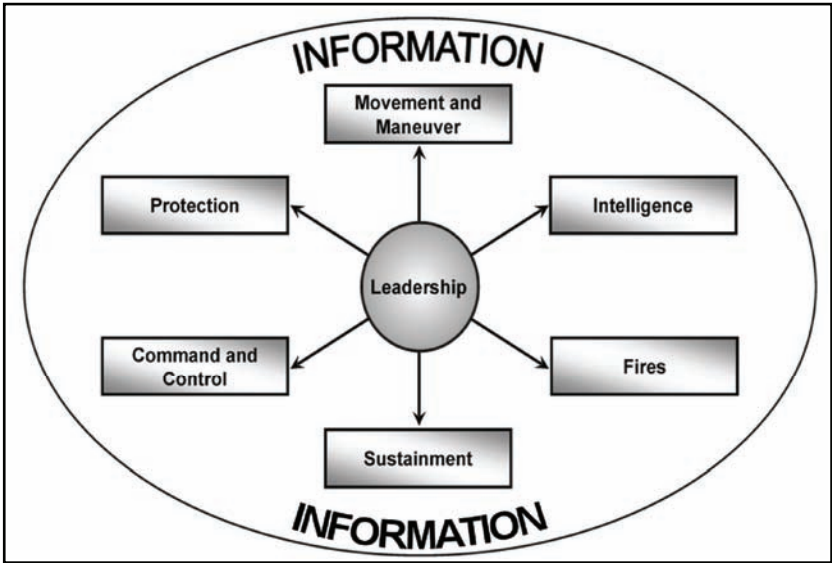 INFORMATION
Movement and
Maneuver
Protection
Intelligence
Leadership
Command and
Control
Fires
Sustainment
INFORMATION